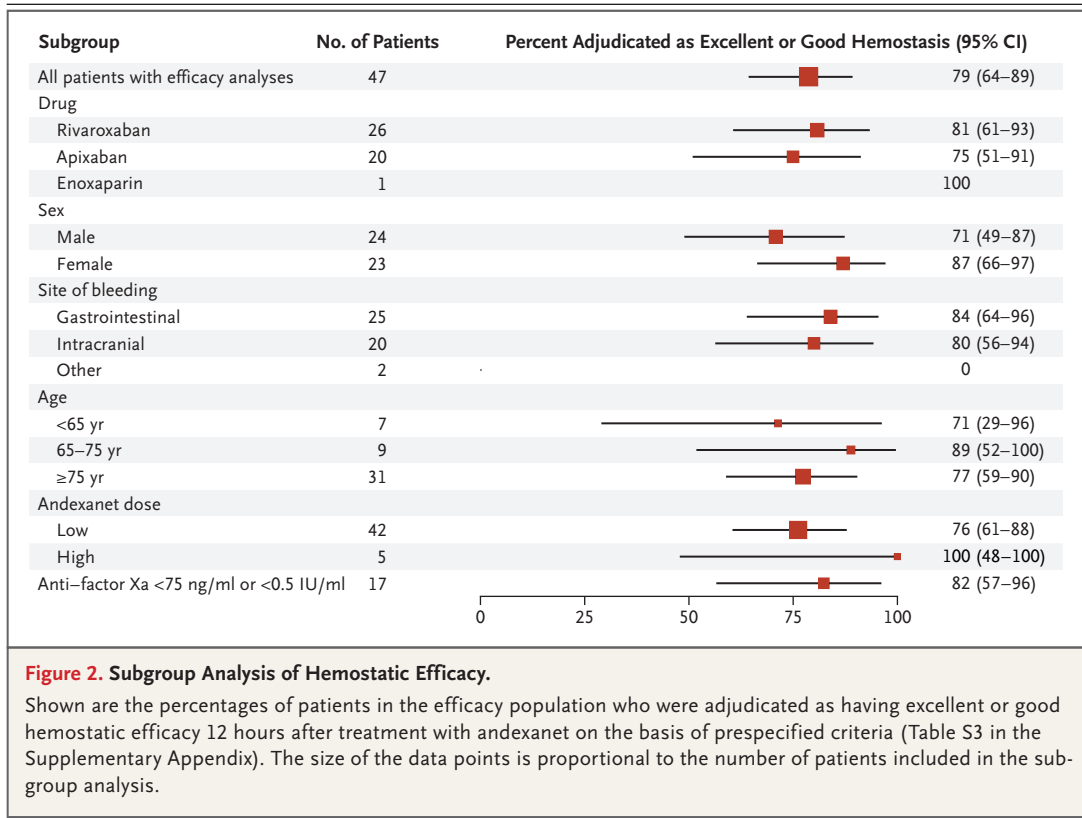 Subgroup No. of Patients Percent Adjudicated as Excellent or Good Hemostasis (95% CI)
All patients with efficacy analyses 47 79 (64–89)
Drug
Rivaroxaban 26 81 (61–93)
Apixaban 20 75 (51–91)
Enoxaparin 1 100
Sex
Male 24 71 (49–87)
Female 23 87 (66–97)
Site of bleeding
Gastrointestinal 25 84 (64–96)
Intracranial 20 80 (56–94)
Other 2 0
Age
<65 yr 7 71 (29–96)
65–75 yr 9 89 (52–100)
≥75 yr 31 77 (59–90)
Andexanet dose
Low 42 76 (61–88)
High 5 100 (48–100)
Anti–factor Xa <75 ng/ml or <0.5 IU/ml 17 82 (57–96)
0 25 50 75 100
Figure 2. Subgroup Analysis of Hemostatic Efficacy.
Shown are the percentages of patients in the efficacy population who were adjudicated as having excellent or good
hemostatic efficacy 12 hours after treatment with andexanet on the basis of prespecified criteria (Table S3 in the
Supplementary Appendix). The size of the data points is proportional to the number of patients included in the sub-
group analysis.